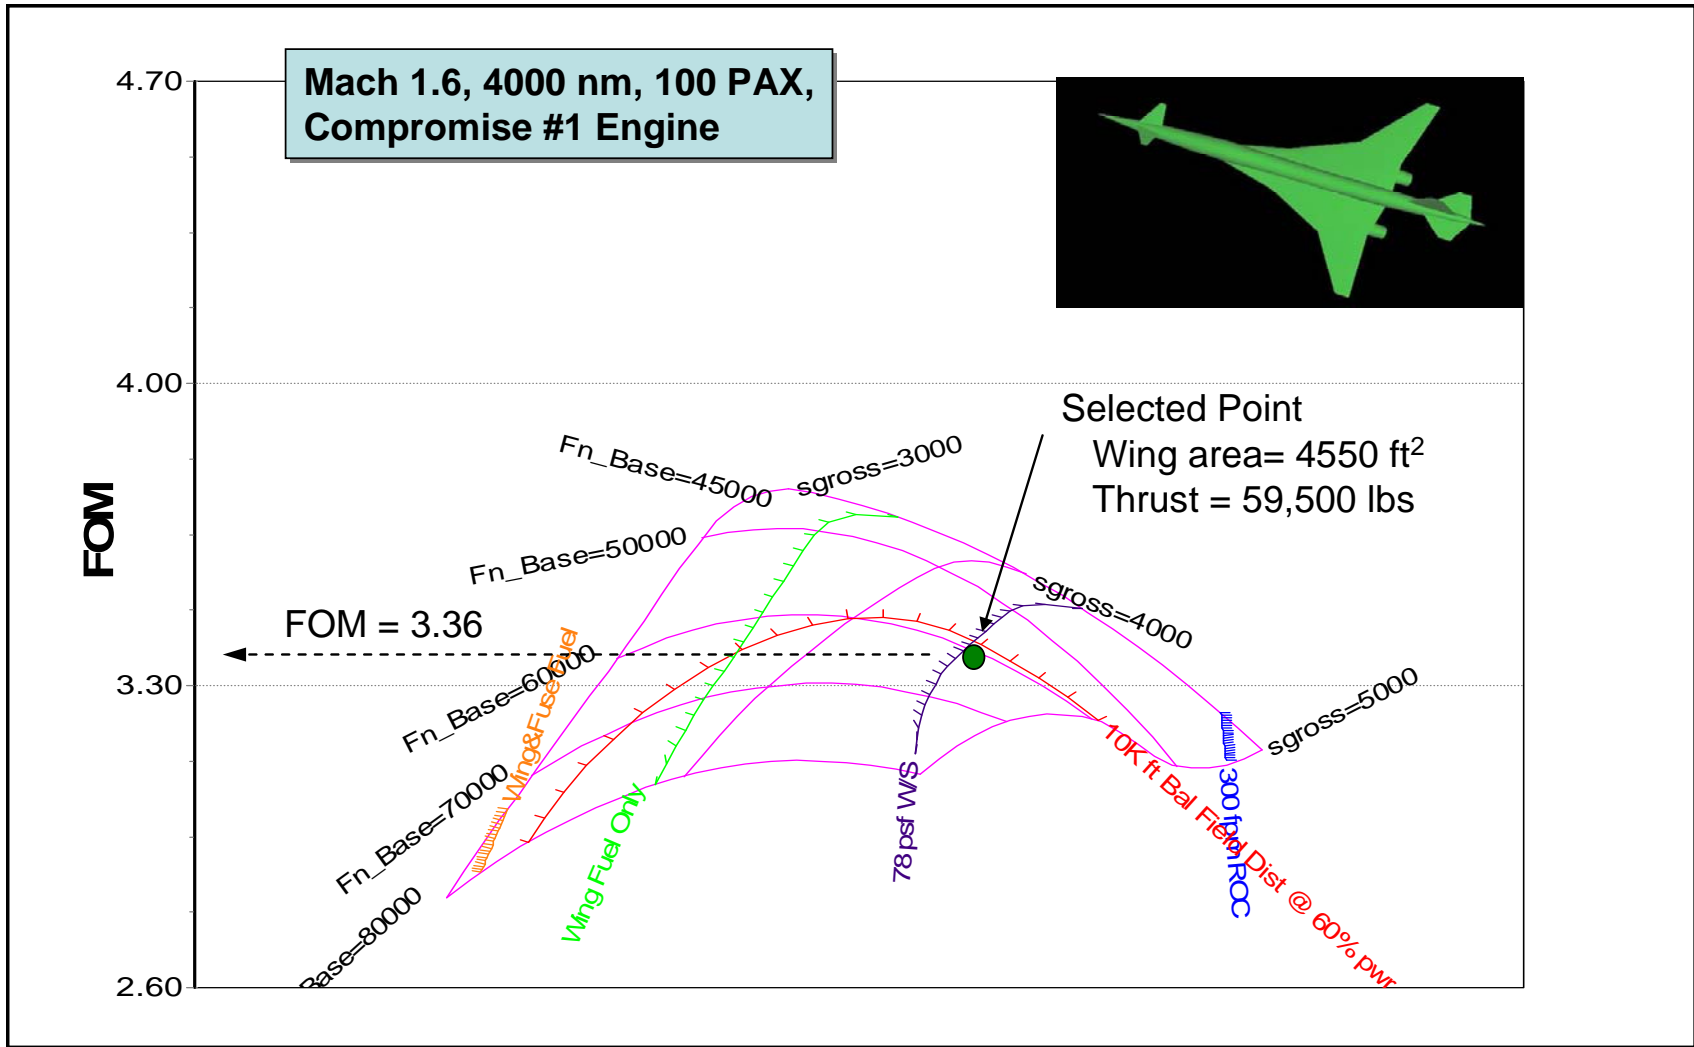 Mach 1.6, 4000 nm, 100 PAX,
Compromise #1 Engine
4.70
4.00
3.30
2.60
FOM
Selected Point
Wing area= 4550 ft²
Thrust = 59,500 lbs
FOM = 3.36
Fn_Base=45000
sgross=3000
Fn_Base=50000
sgross=4000
Fn_Base=60000
sgross=5000
Fn_Base=70000
Base=80000
Wing&Fuse Fuel
Wing Fuel Only
78 psf W/S
10K ft Bal Field Dist @ 60% pwr
300 fpm ROC